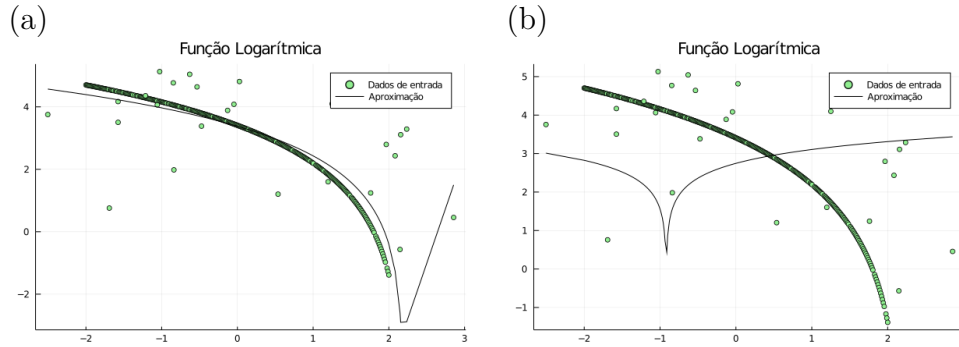 (a)
Função Logarítmica
Dados de entrada
Aproximação
4
2
0
−2
−2 −1 0 1 2 3
(b)
Função Logarítmica
Dados de entrada
Aproximação
5
4
3
2
1
0
−1
−2 −1 0 1 2